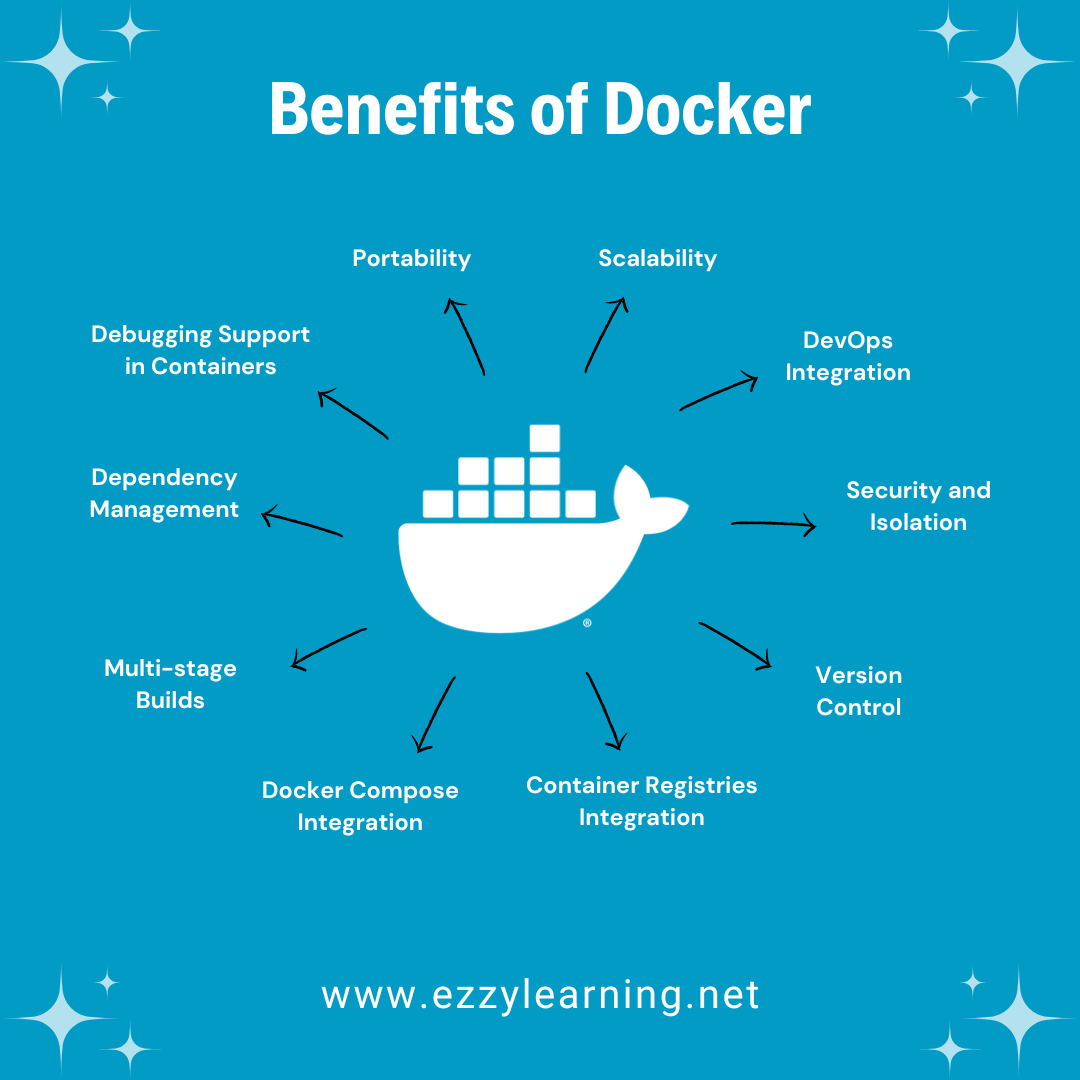 Benefits of Docker
Portability
Scalability
Debugging Support
in Containers
DevOps
Integration
Dependency
Management
Security and
Isolation
Multi-stage
Builds
Version
Control
Docker Compose
Integration
Container Registries
Integration
®
www.ezzylearning.net